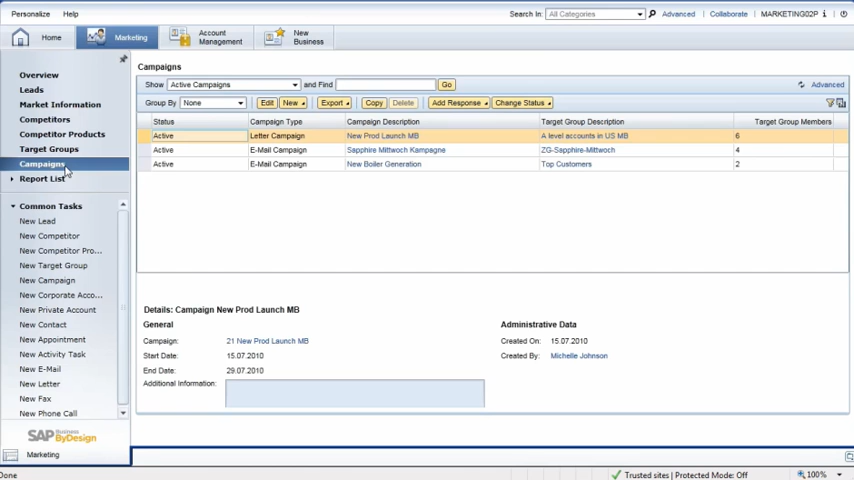 Personalize Help Search In: All Categories Advanced Collaborate MARKETING02P
Home Marketing Account Management New Business
Campaigns
Overview
Leads
Market Information
Competitors
Competitor Products
Target Groups
Campaigns
Report List
Common Tasks
New Lead
New Competitor
New Competitor Pro...
New Target Group
New Campaign
New Corporate Acco...
New Private Account
New Contact
New Appointment
New Activity Task
New E-Mail
New Letter
New Fax
New Phone Call
SAP Business ByDesign
Marketing
Show Active Campaigns and Find Go Advanced
Group By None Edit New Export Copy Delete Add Response Change Status
Status Campaign Type Campaign Description Target Group Description Target Group Members
Active Letter Campaign New Prod Launch MB A level accounts in US MB 6
Active E-Mail Campaign Sapphire Mittwoch Kampagne ZG-Sapphire-Mittwoch 4
Active E-Mail Campaign New Boiler Generation Top Customers 2
Details: Campaign New Prod Launch MB
General Administrative Data
Campaign: 21 New Prod Launch MB Created On: 15.07.2010
Start Date: 15.07.2010 Created By: Michelle Johnson
End Date: 29.07.2010
Additional Information:
Done Trusted sites | Protected Mode: Off 100%